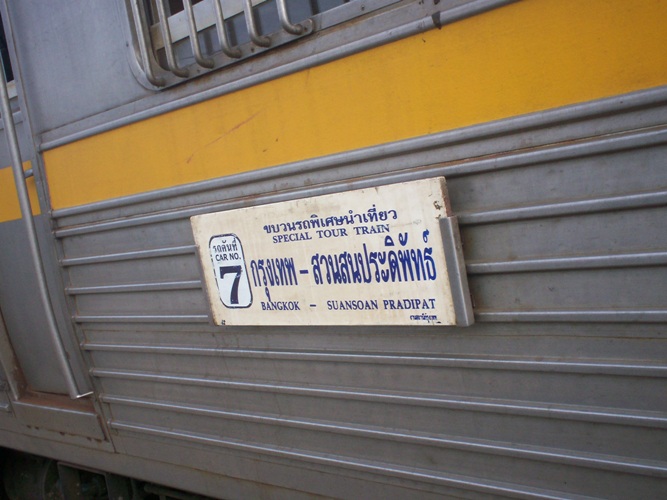 ขบวนรถพิเศษนำเที่ยว
SPECIAL TOUR TRAIN
รถคันที่
CAR NO.
7
กรุงเทพ - สวนสนประดิพัทธ์
BANGKOK - SUANSOAN PRADIPAT